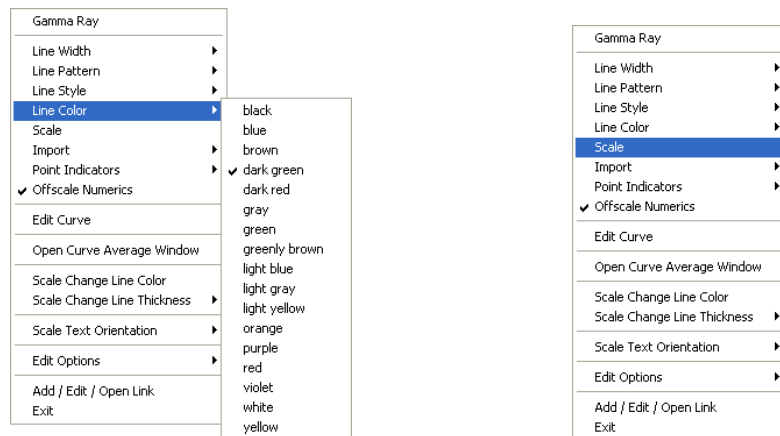 Gamma Ray
Line Width
Line Pattern
Line Style
Line Color
Scale
Import
Point Indicators
Offscale Numerics
Edit Curve
Open Curve Average Window
Scale Change Line Color
Scale Change Line Thickness
Scale Text Orientation
Edit Options
Add / Edit / Open Link
Exit
black
blue
brown
dark green
dark red
gray
green
greenly brown
light blue
light gray
light yellow
orange
purple
red
violet
white
yellow
Gamma Ray
Line Width
Line Pattern
Line Style
Line Color
Scale
Import
Point Indicators
Offscale Numerics
Edit Curve
Open Curve Average Window
Scale Change Line Color
Scale Change Line Thickness
Scale Text Orientation
Edit Options
Add / Edit / Open Link
Exit